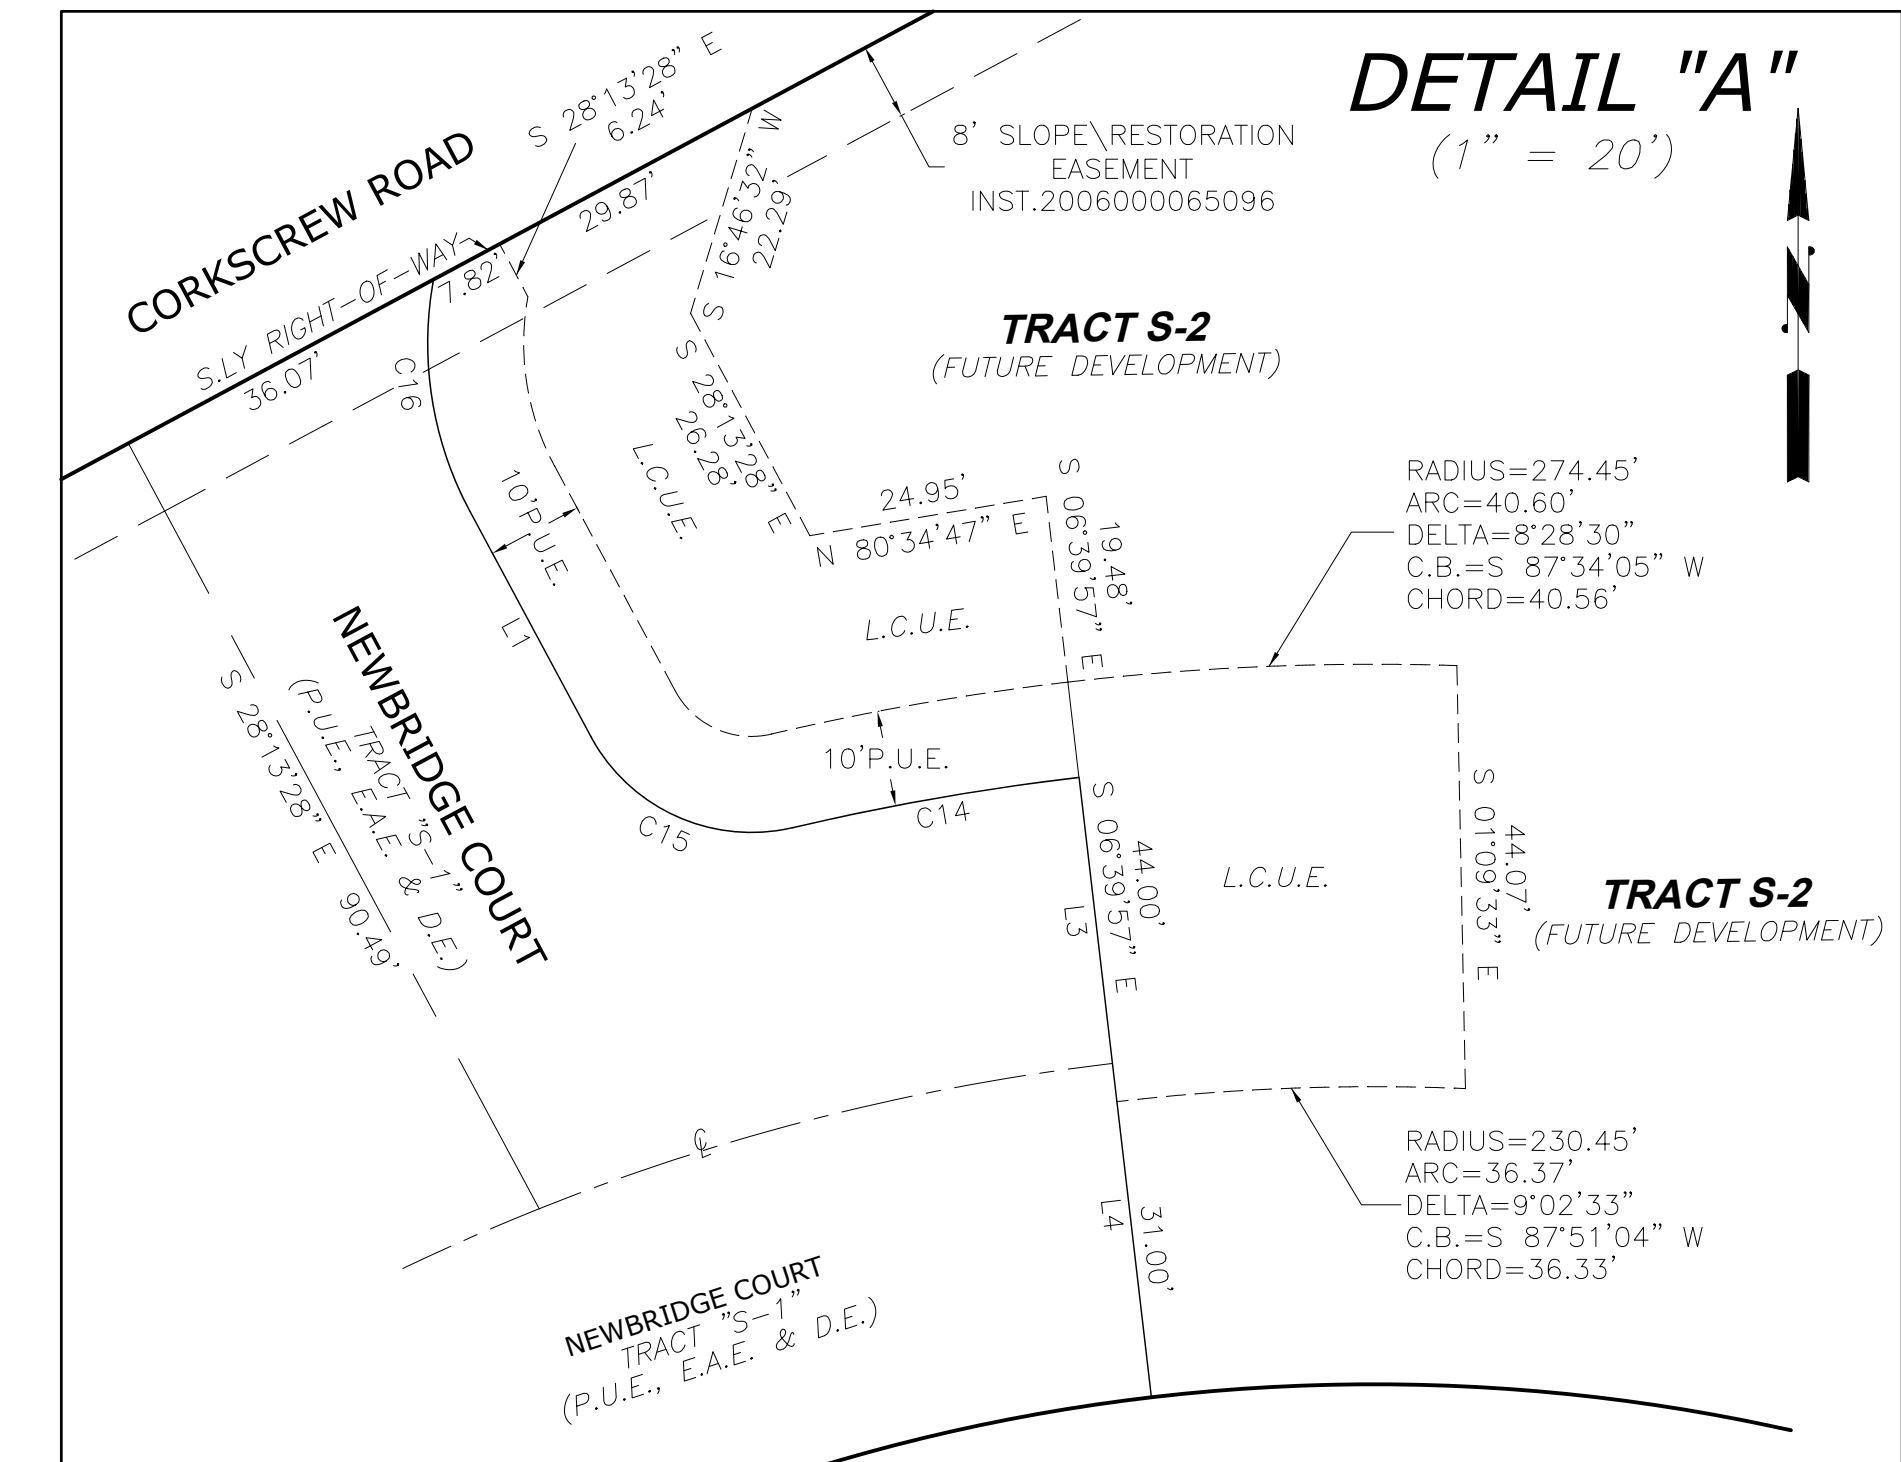 DETAIL "A"
(1" = 20')
S 28°13'28" E
6.24'
CORKSCREW ROAD
S.LY RIGHT-OF-WAY
36.07'
7.82'
29.87'
8' SLOPE\RESTORATION
EASEMENT
INST.2006000065096
S 16°46'32" W
22.29'
TRACT S-2
(FUTURE DEVELOPMENT)
C16
S 28°13'28" E
26.28'
L.C.U.E.
10'P.U.E.
24.95'
N 80°34'47" E
S 06°39'57" E
19.48'
RADIUS=274.45'
ARC=40.60'
DELTA=8°28'30"
C.B.=S 87°34'05" W
CHORD=40.56'
L1
L.C.U.E.
NEWBRIDGE COURT
TRACT "S-1"
(P.U.E., E.A.E. & D.E.)
S 28°13'28" E 90.49'
10'P.U.E.
C15
C14
S 06°39'57" E
44.00'
L3
L.C.U.E.
S 01°09'33" E
44.07'
TRACT S-2
(FUTURE DEVELOPMENT)
℄
RADIUS=230.45'
ARC=36.37'
DELTA=9°02'33"
C.B.=S 87°51'04" W
CHORD=36.33'
L4
31.00'
NEWBRIDGE COURT
TRACT "S-1"
(P.U.E., E.A.E. & D.E.)
N